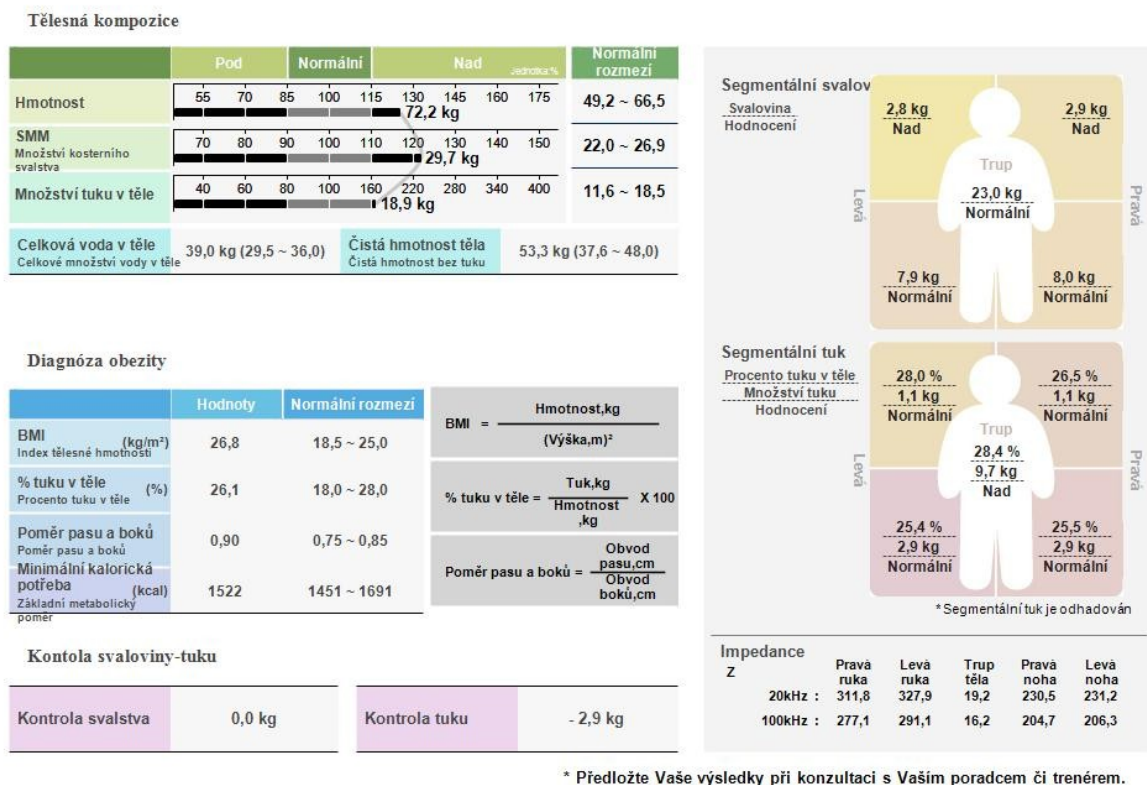 Tělesná kompozice
Pod Normální Nad Jednotka:% Normální rozmezí
Hmotnost 55 70 85 100 115 130 145 160 175 49,2 ~ 66,5
72,2 kg
SMM 70 80 90 100 110 120 130 140 150 22,0 ~ 26,9
Množství kosterního svalstva 29,7 kg
Množství tuku v těle 40 60 80 100 160 220 280 340 400 11,6 ~ 18,5
18,9 kg
Celková voda v těle 39,0 kg (29,5 ~ 36,0) Čistá hmotnost těla 53,3 kg (37,6 ~ 48,0)
Celkové množství vody v těle Čistá hmotnost bez tuku
Diagnóza obezity
Hodnoty Normální rozmezí
BMI (kg/m²) 26,8 18,5 ~ 25,0
Index tělesné hmotnosti
% tuku v těle (%) 26,1 18,0 ~ 28,0
Procento tuku v těle
Poměr pasu a boků 0,90 0,75 ~ 0,85
Poměr pasu a boků
Minimální kalorická
potřeba (kcal) 1522 1451 ~ 1691
Základní metabolický
poměr
BMI = Hmotnost,kg
(Výška,m)²
% tuku v těle = Tuk,kg X 100
Hmotnost
,kg
Poměr pasu a boků = Obvod
pasu,cm
Obvod
boků,cm
Kontola svaloviny-tuku
Kontrola svalstva 0,0 kg Kontrola tuku - 2,9 kg
Segmentální svalov
Svalovina
Hodnocení
2,8 kg 2,9 kg
Nad Nad
Trup
23,0 kg
Normální
Levá Pravá
7,9 kg 8,0 kg
Normální Normální
Segmentální tuk
Procento tuku v těle
Množství tuku
Hodnocení
28,0 % 26,5 %
1,1 kg 1,1 kg
Normální Normální
Trup
28,4 %
9,7 kg
Nad
Levá Pravá
25,4 % 25,5 %
2,9 kg 2,9 kg
Normální Normální
* Segmentální tuk je odhadován
Impedance
Z Pravá ruka Levá ruka Trup těla Pravá noha Levá noha
20kHz : 311,8 327,9 19,2 230,5 231,2
100kHz : 277,1 291,1 16,2 204,7 206,3
* Předložte Vaše výsledky při konzultaci s Vaším poradcem či trenérem.